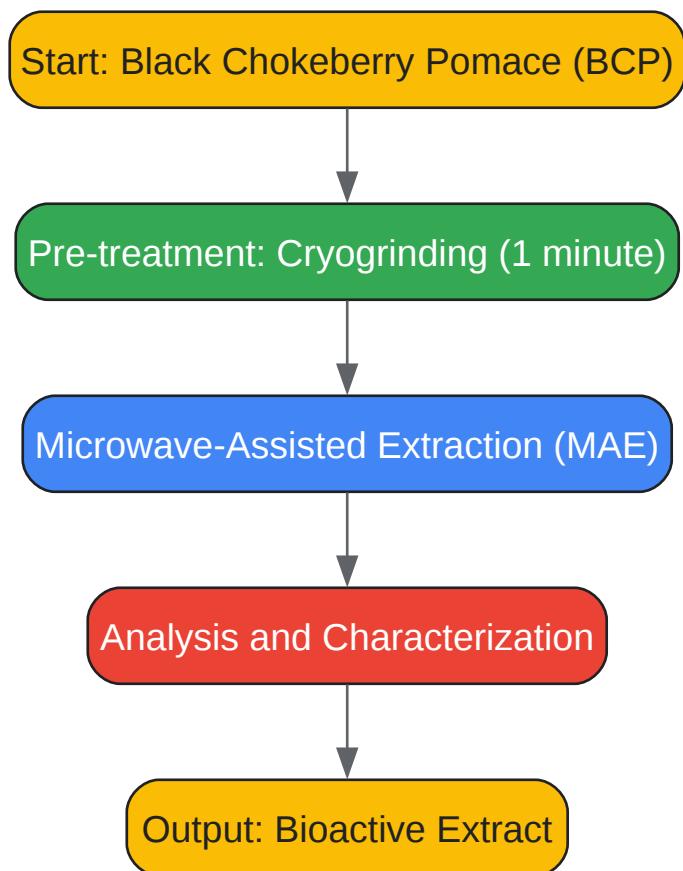 Start: Black Chokeberry Pomace (BCP)
Pre-treatment: Cryogrinding (1 minute)
Microwave-Assisted Extraction (MAE)
Analysis and Characterization
Output: Bioactive Extract